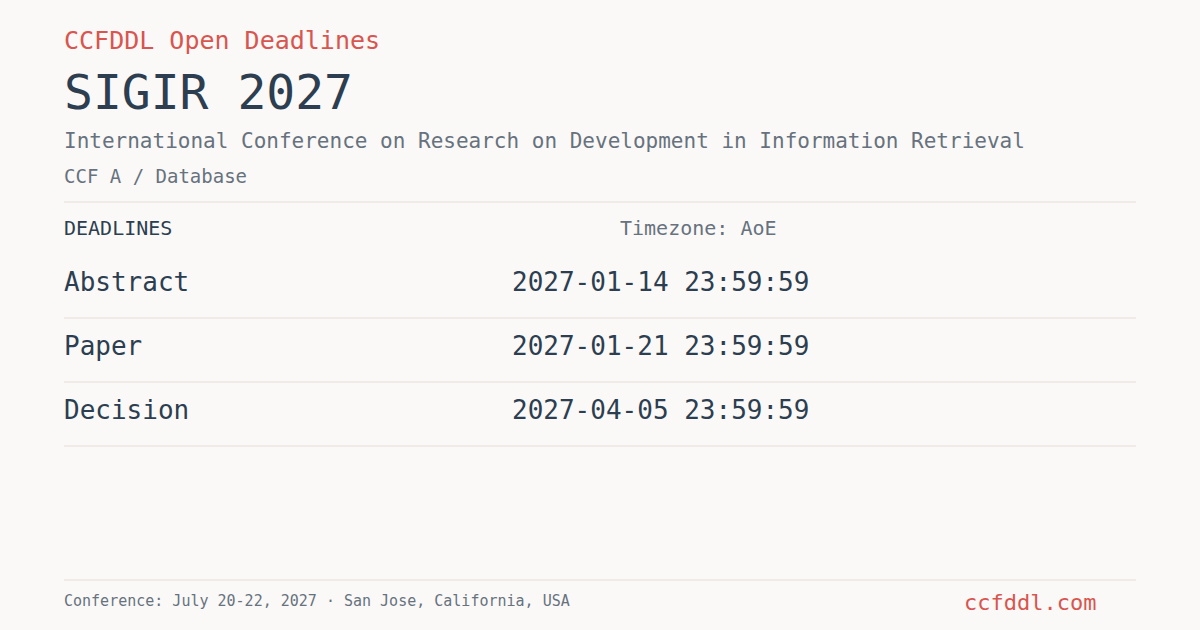 CCFDDL Open Deadlines
SIGIR 2027
International Conference on Research on Development in Information Retrieval
CCF A / Database
DEADLINES Timezone: AoE
Abstract 2027-01-14 23:59:59
Paper 2027-01-21 23:59:59
Decision 2027-04-05 23:59:59
Conference: July 20-22, 2027 · San Jose, California, USA ccfddl.com